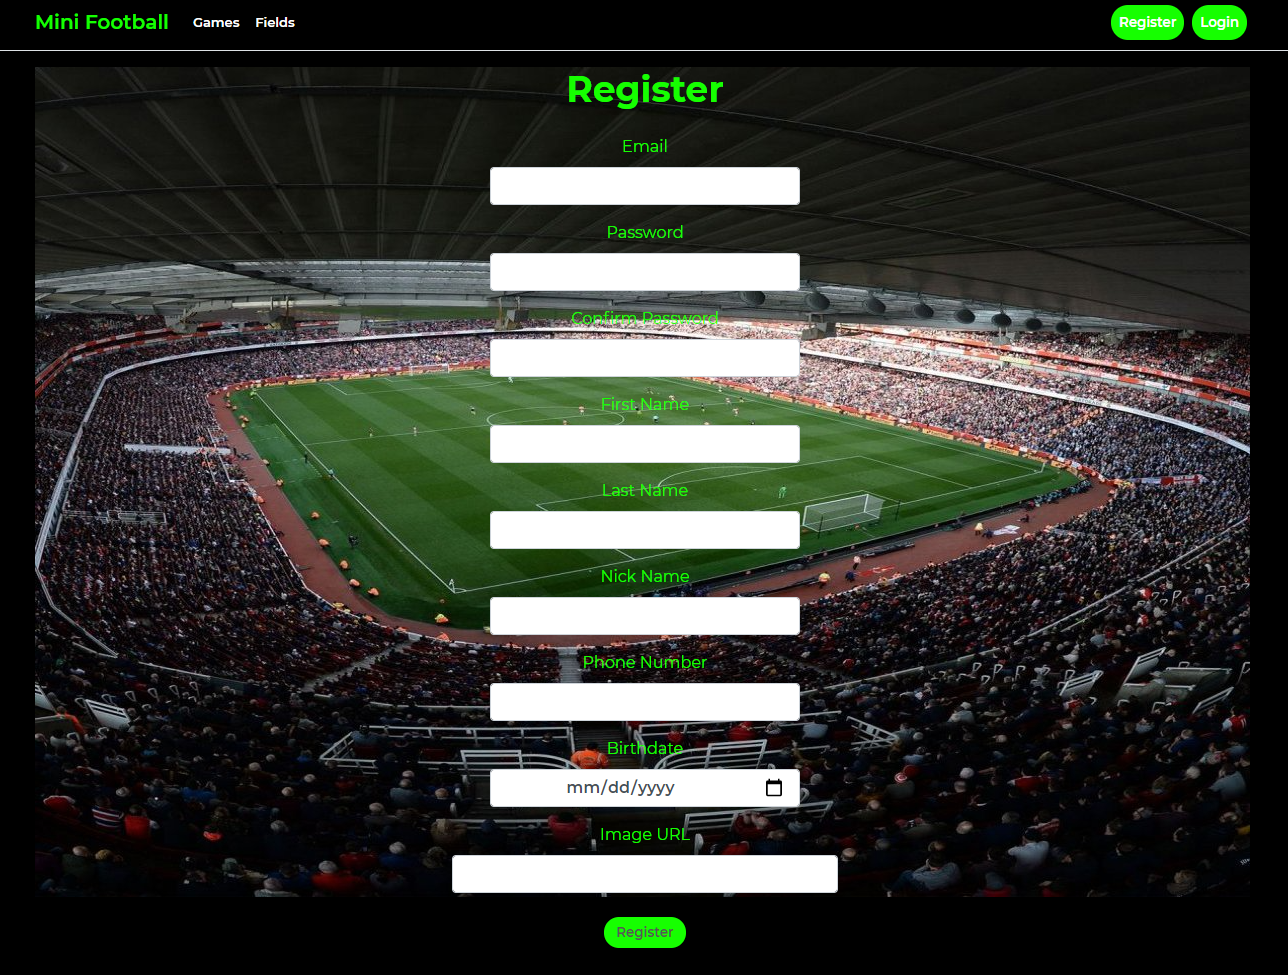 Mini Football Games Fields Register Login
Register
Email
Password
Confirm Password
First Name
Last Name
Nick Name
Phone Number
Birthdate
mm/dd/yyyy
Image URL
Register